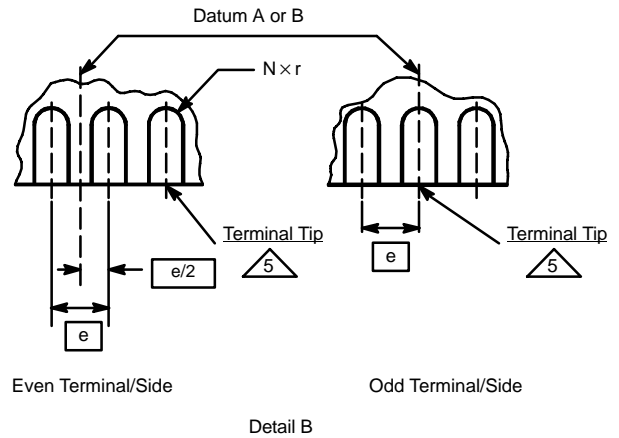 Datum A or B
N×r
Terminal Tip
5
e/2
e
Terminal Tip
5
e
Even Terminal/Side
Odd Terminal/Side
Detail B